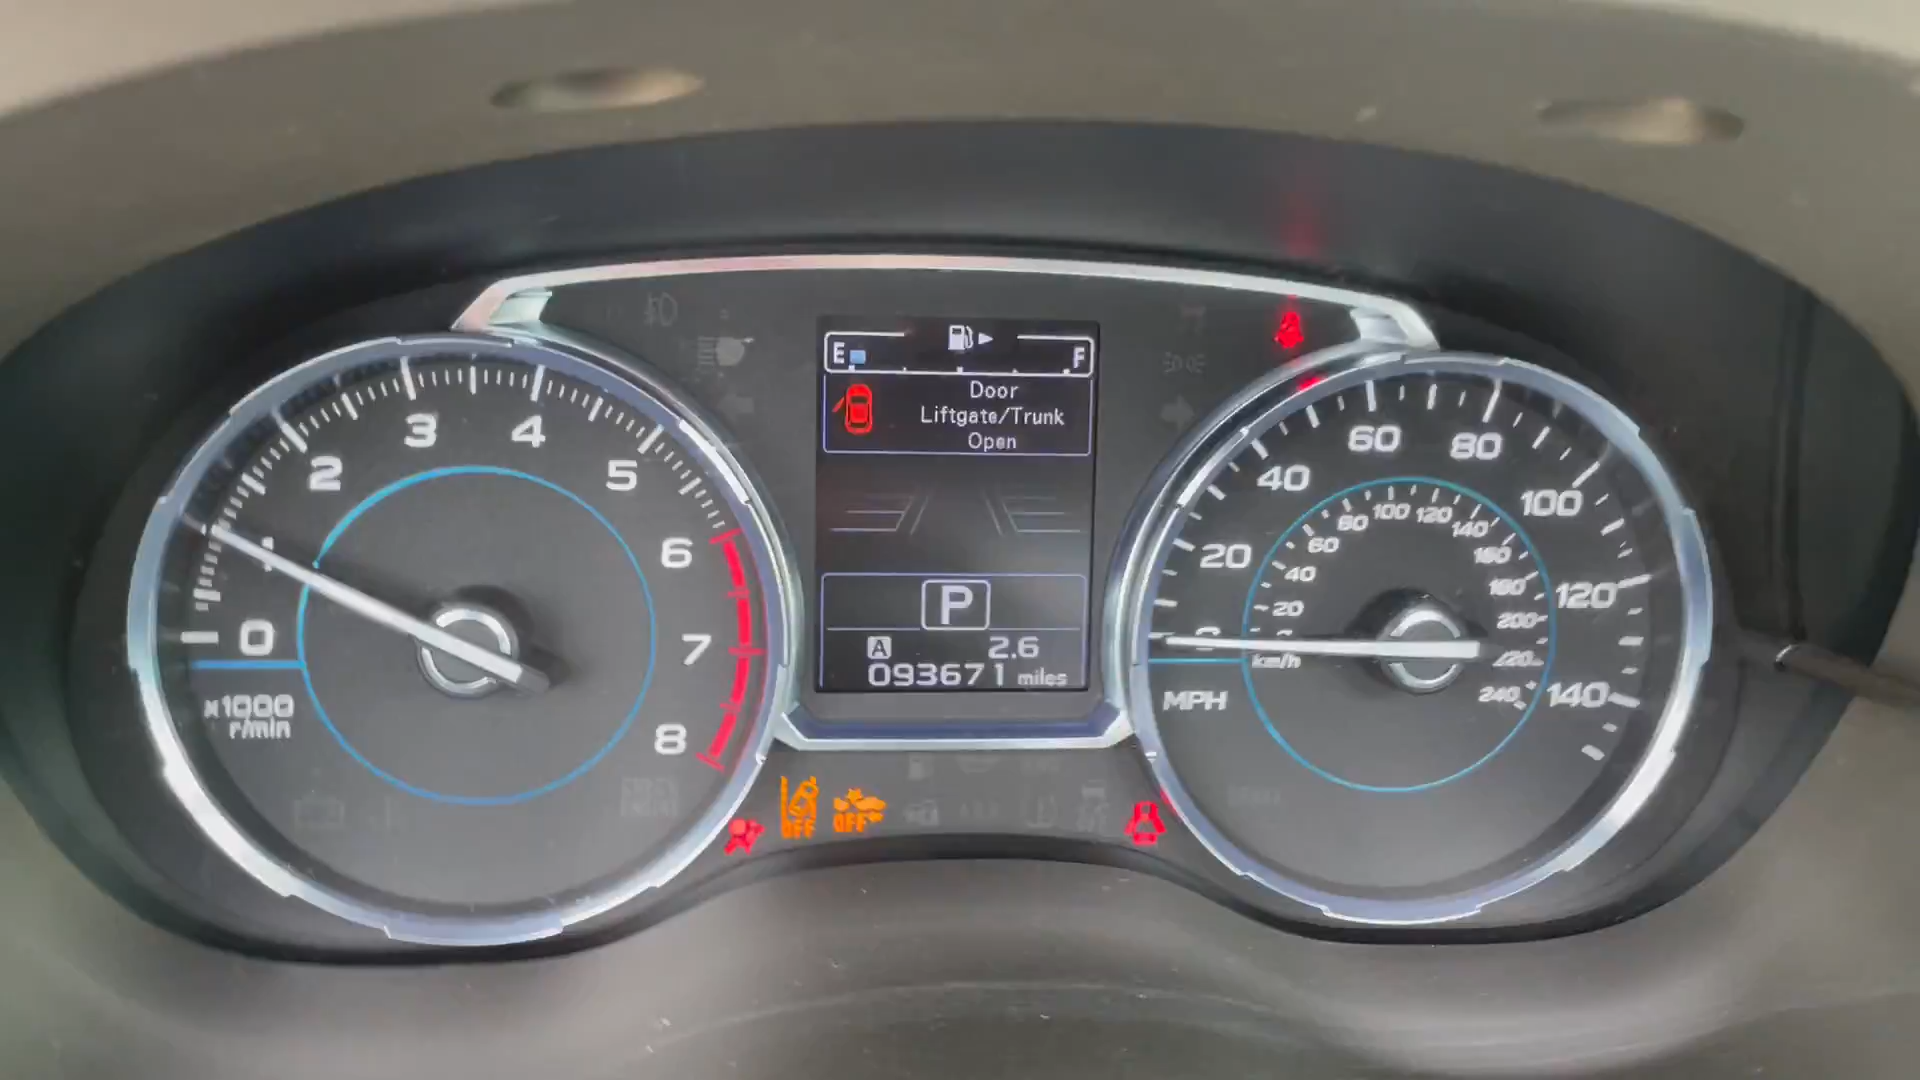 E F
Door
Liftgate/Trunk
Open
P
A 2.6
093671 miles
0
1
2
3
4
5
6
7
8
x1000
r/min
20
40
60
80
100
120
140
MPH
km/h
20
40
60
80
100
120
140
160
180
200
220
240
OFF
OFF